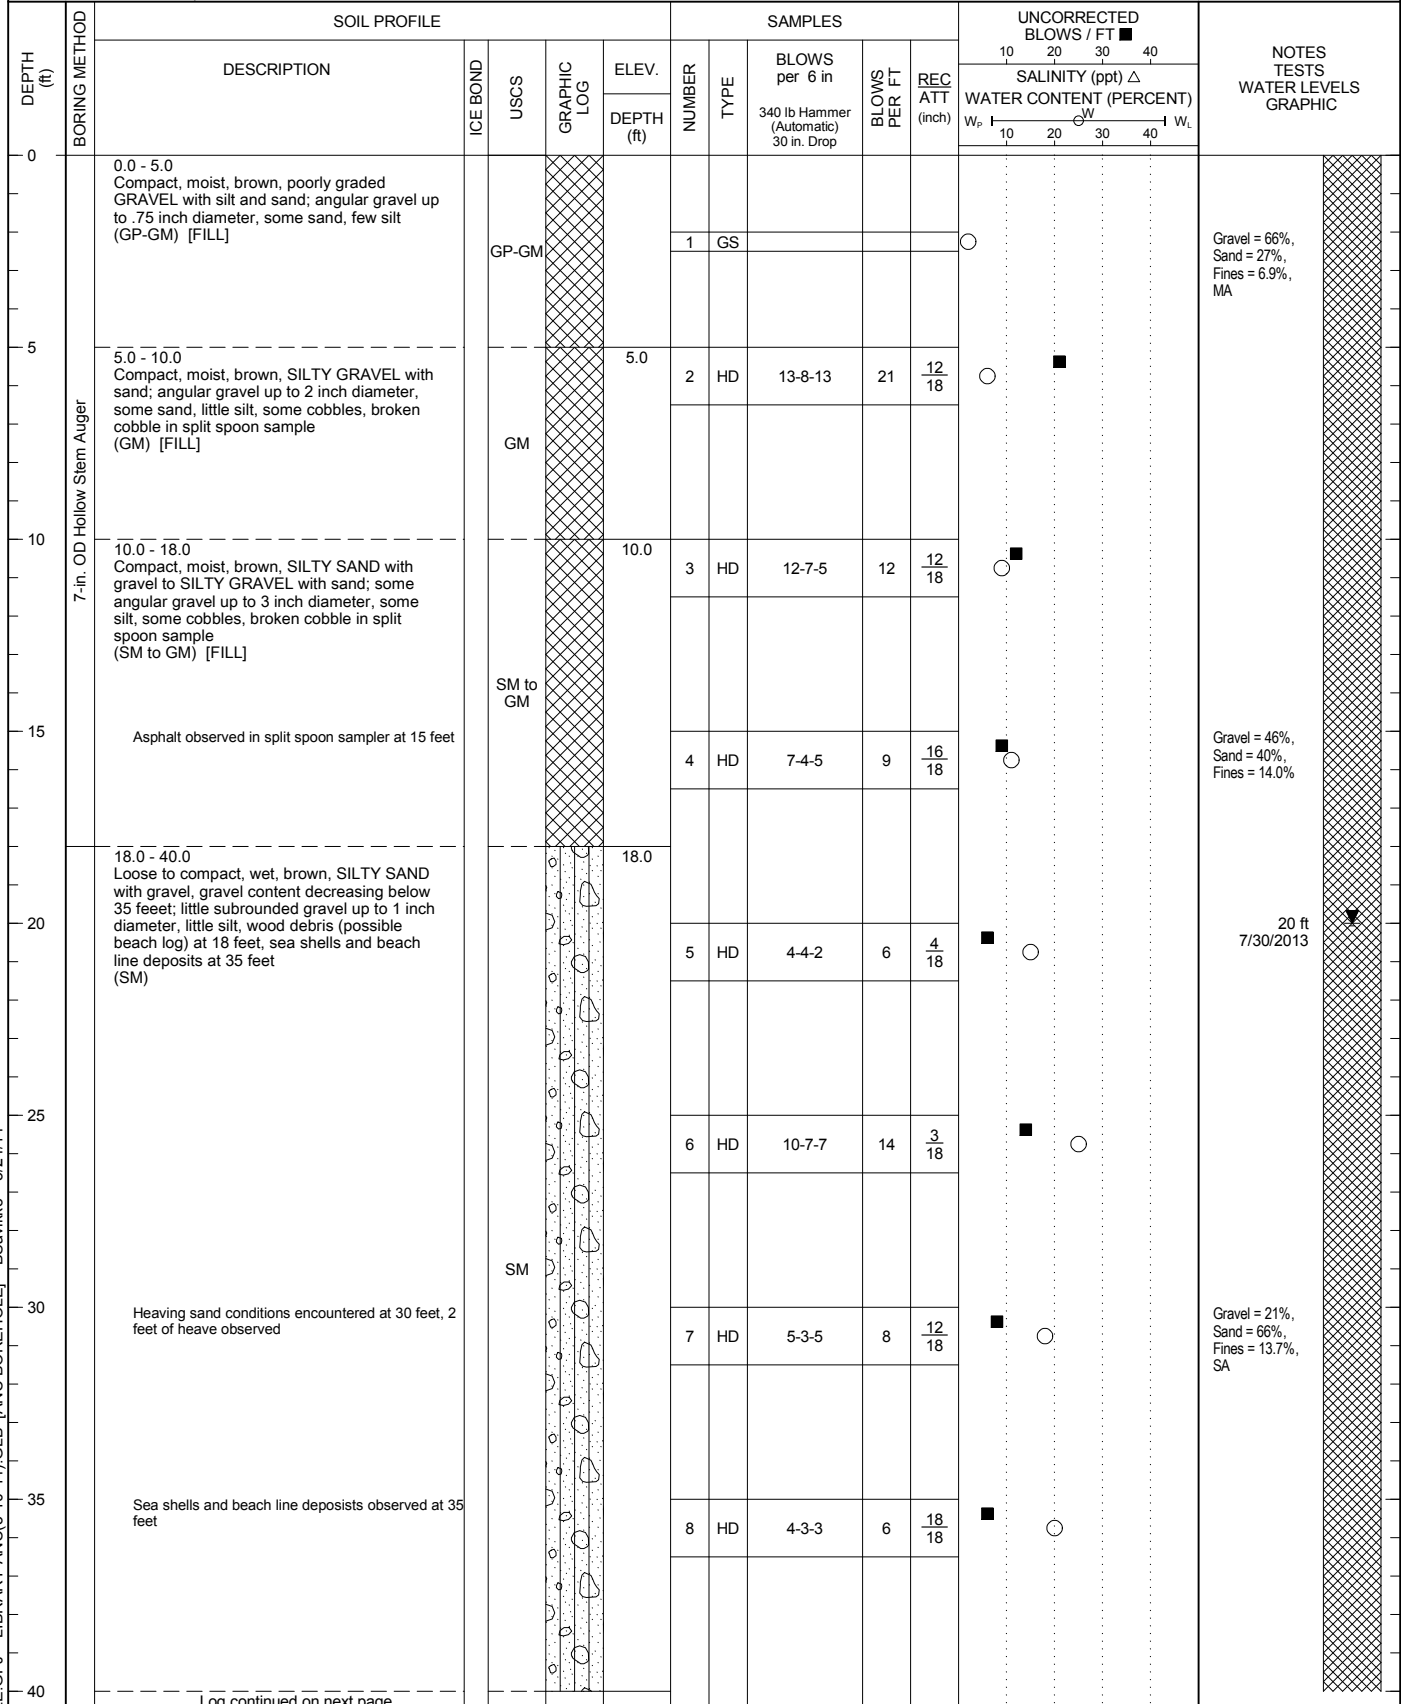 DEPTH (ft)
BORING METHOD
SOIL PROFILE
DESCRIPTION
ICE BOND
USCS
GRAPHIC LOG
ELEV.
DEPTH (ft)
SAMPLES
NUMBER
TYPE
BLOWS per 6 in
340 lb Hammer
(Automatic)
30 in. Drop
BLOWS PER FT
REC
ATT
(inch)
UNCORRECTED
BLOWS / FT ■
10 20 30 40
SALINITY (ppt) △
WATER CONTENT (PERCENT)
Wₚ W Wₗ
10 20 30 40
NOTES
TESTS
WATER LEVELS
GRAPHIC
0
7-in. OD Hollow Stem Auger
0.0 - 5.0
Compact, moist, brown, poorly graded
GRAVEL with silt and sand; angular gravel up
to .75 inch diameter, some sand, few silt
(GP-GM) [FILL]
GP-GM
1 GS
Gravel = 66%,
Sand = 27%,
Fines = 6.9%,
MA
5
5.0 - 10.0
Compact, moist, brown, SILTY GRAVEL with
sand; angular gravel up to 2 inch diameter,
some sand, little silt, some cobbles, broken
cobble in split spoon sample
(GM) [FILL]
GM
5.0
2 HD 13-8-13 21 12/18
10
10.0 - 18.0
Compact, moist, brown, SILTY SAND with
gravel to SILTY GRAVEL with sand; some
angular gravel up to 3 inch diameter, some
silt, some cobbles, broken cobble in split
spoon sample
(SM to GM) [FILL]
SM to
GM
10.0
3 HD 12-7-5 12 12/18
15
Asphalt observed in split spoon sampler at 15 feet
4 HD 7-4-5 9 16/18
Gravel = 46%,
Sand = 40%,
Fines = 14.0%
18.0 - 40.0
Loose to compact, wet, brown, SILTY SAND
with gravel, gravel content decreasing below
35 feeet; little subrounded gravel up to 1 inch
diameter, little silt, wood debris (possible
beach log) at 18 feet, sea shells and beach
line deposits at 35 feet
(SM)
18.0
20
5 HD 4-4-2 6 4/18
20 ft
7/30/2013
25
6 HD 10-7-7 14 3/18
SM
30
Heaving sand conditions encountered at 30 feet, 2
feet of heave observed
7 HD 5-3-5 8 12/18
Gravel = 21%,
Sand = 66%,
Fines = 13.7%,
SA
35
Sea shells and beach line deposists observed at 35
feet
8 HD 4-3-3 6 18/18
40
Log continued on next page